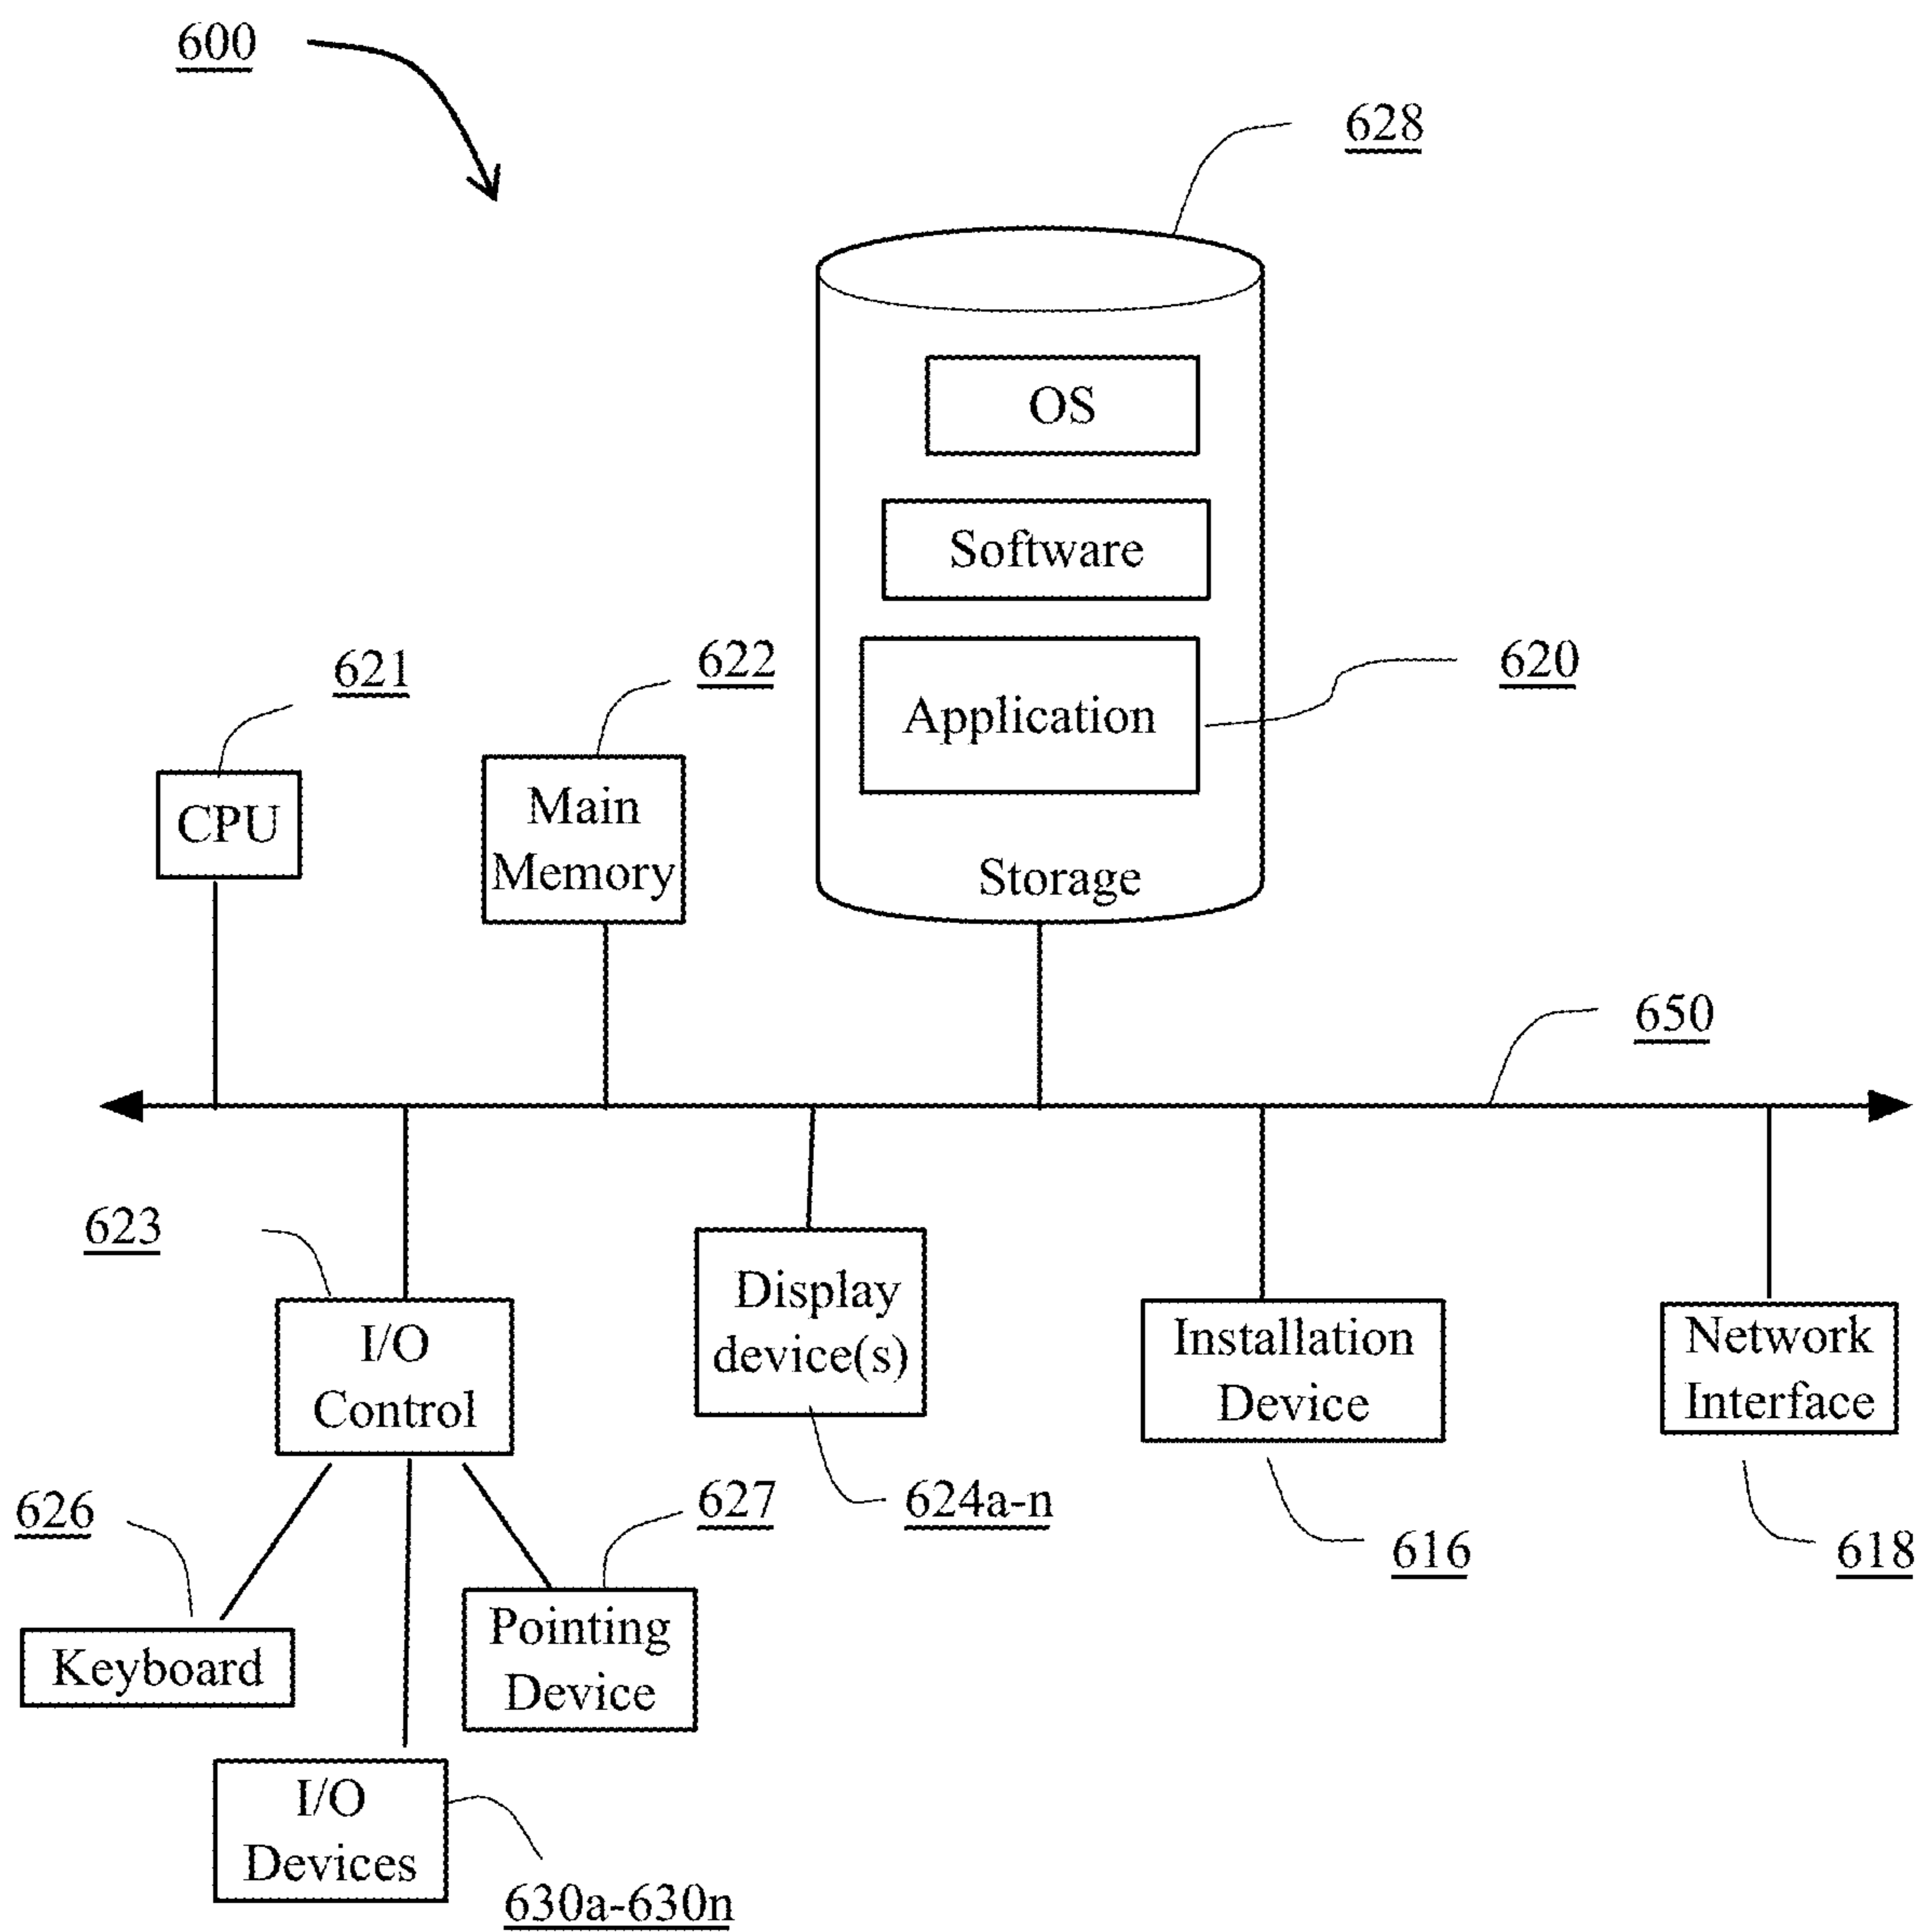 600
628
OS
Software
621
622
Application
620
CPU
Main
Memory
Storage
650
623
I/O
Control
Display
device(s)
Installation
Device
Network
Interface
626
627
624a-n
616
618
Keyboard
Pointing
Device
I/O
Devices
630a-630n